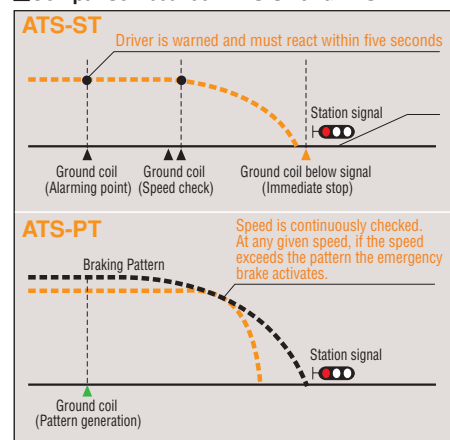 ATS-ST
Driver is warned and must react within five seconds
Station signal
Ground coil
(Alarming point)
Ground coil
(Speed check)
Ground coil below signal
(Immediate stop)
ATS-PT
Speed is continuously checked.
At any given speed, if the speed
exceeds the pattern the emergency
brake activates.
Braking Pattern
Station signal
Ground coil
(Pattern generation)